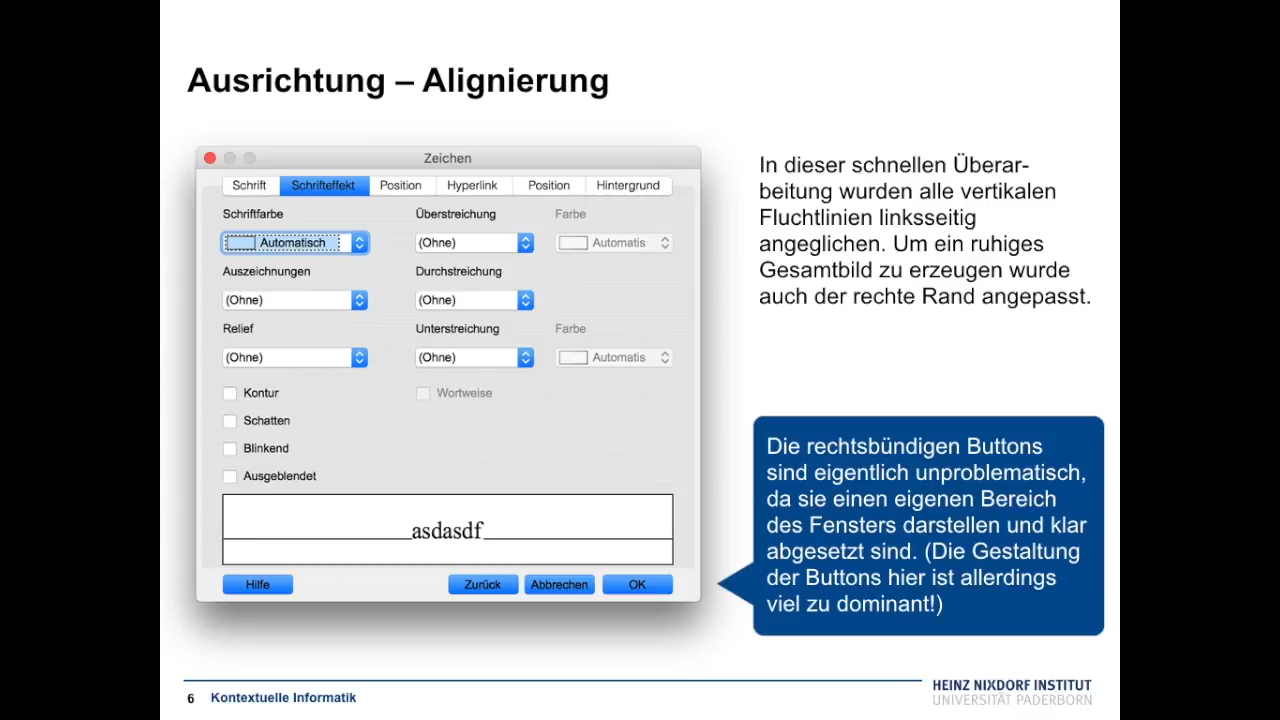 Ausrichtung – Alignierung
Zeichen
Schrift Schrifteffekt Position Hyperlink Position Hintergrund
Schriftfarbe Überstreichung Farbe
Automatisch (Ohne) Automatis
Auszeichnungen Durchstreichung
(Ohne) (Ohne)
Relief Unterstreichung Farbe
(Ohne) (Ohne) Automatis
Kontur Wortweise
Schatten
Blinkend
Ausgeblendet
asdasdf
Hilfe Zurück Abbrechen OK
In dieser schnellen Überar-
beitung wurden alle vertikalen
Fluchtlinien linksseitig
angeglichen. Um ein ruhiges
Gesamtbild zu erzeugen wurde
auch der rechte Rand angepasst.
Die rechtsbündigen Buttons
sind eigentlich unproblematisch,
da sie einen eigenen Bereich
des Fensters darstellen und klar
abgesetzt sind. (Die Gestaltung
der Buttons hier ist allerdings
viel zu dominant!)
6 Kontextuelle Informatik
HEINZ NIXDORF INSTITUT
UNIVERSITÄT PADERBORN